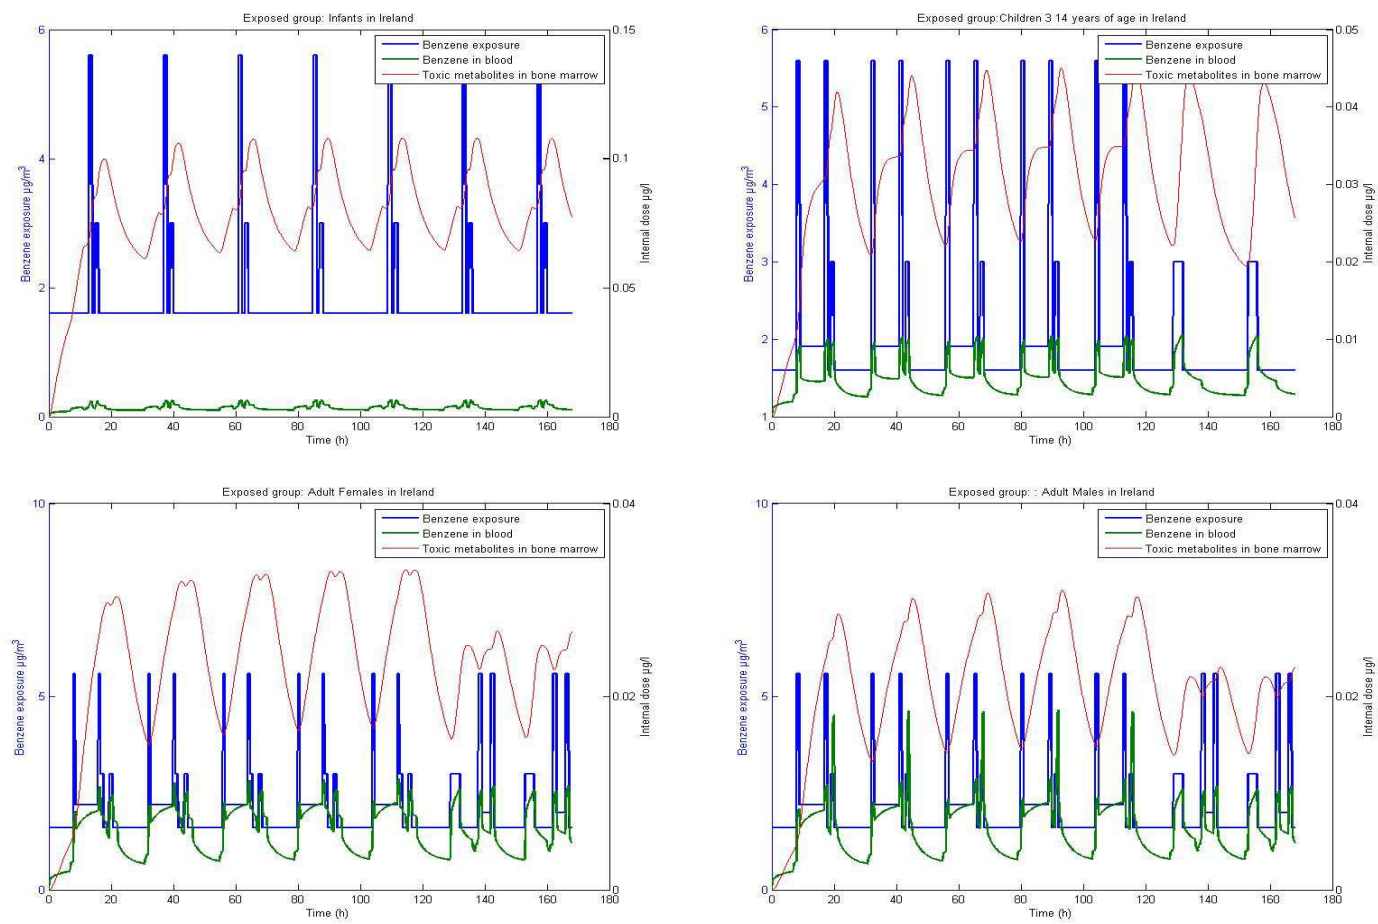 Exposed group: Infants in Ireland
6
4
2
0
Benzene exposure µg/m³
Benzene exposure
Benzene in blood
Toxic metabolites in bone marrow
0.15
0.1
0.05
0
Internal dose µg/l
0 20 40 60 80 100 120 140 160 180
Time (h)
Exposed group:Children 3 14 years of age in Ireland
6
5
4
3
2
1
Benzene exposure µg/m³
Benzene exposure
Benzene in blood
Toxic metabolites in bone marrow
0.05
0.04
0.03
0.02
0.01
0
Internal dose µg/l
0 20 40 60 80 100 120 140 160 180
Time (h)
Exposed group: Adult Females in Ireland
10
5
0
Benzene exposure µg/m³
Benzene exposure
Benzene in blood
Toxic metabolites in bone marrow
0.04
0.02
0
Internal dose µg/l
0 20 40 60 80 100 120 140 160 180
Time (h)
Exposed group: : Adult Males in Ireland
10
5
0
Benzene exposure µg/m³
Benzene exposure
Benzene in blood
Toxic metabolites in bone marrow
0.04
0.02
0
Internal dose µg/l
0 20 40 60 80 100 120 140 160 180
Time (h)